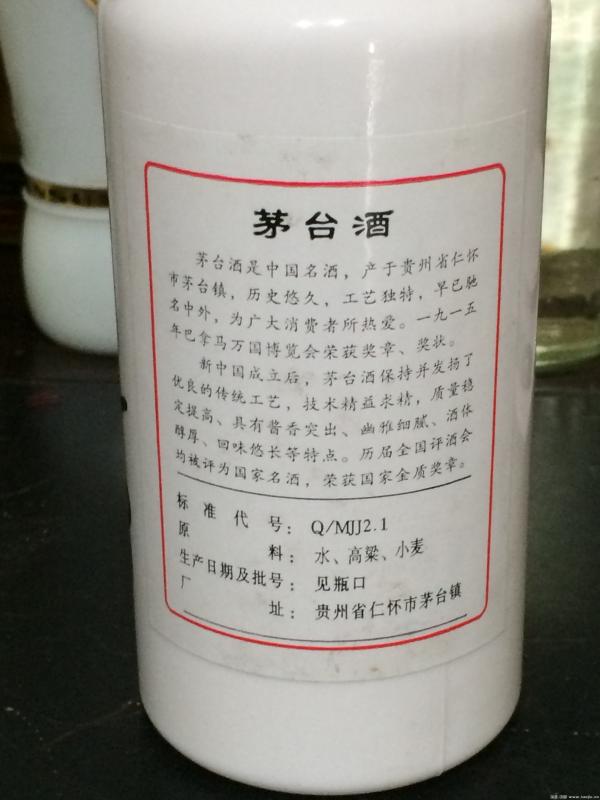 茅台酒
茅台酒是中国名酒，产于贵州省仁怀
市茅台镇，历史悠久，工艺独特，早已驰
名中外，为广大消费者所热爱。一九一五
年巴拿马万国博览会荣获奖章、奖状。
新中国成立后，茅台酒保持并发扬了
优良的传统工艺，技术精益求精，质量稳
定提高、具有酱香突出、幽雅细腻、酒体
醇厚、回味悠长等特点。历届全国评酒会
均被评为国家名酒，荣获国家金质奖章。
标准代号：Q/MJJ2.1
原料：水、高粱、小麦
生产日期及批号：见瓶口
厂址：贵州省仁怀市茅台镇